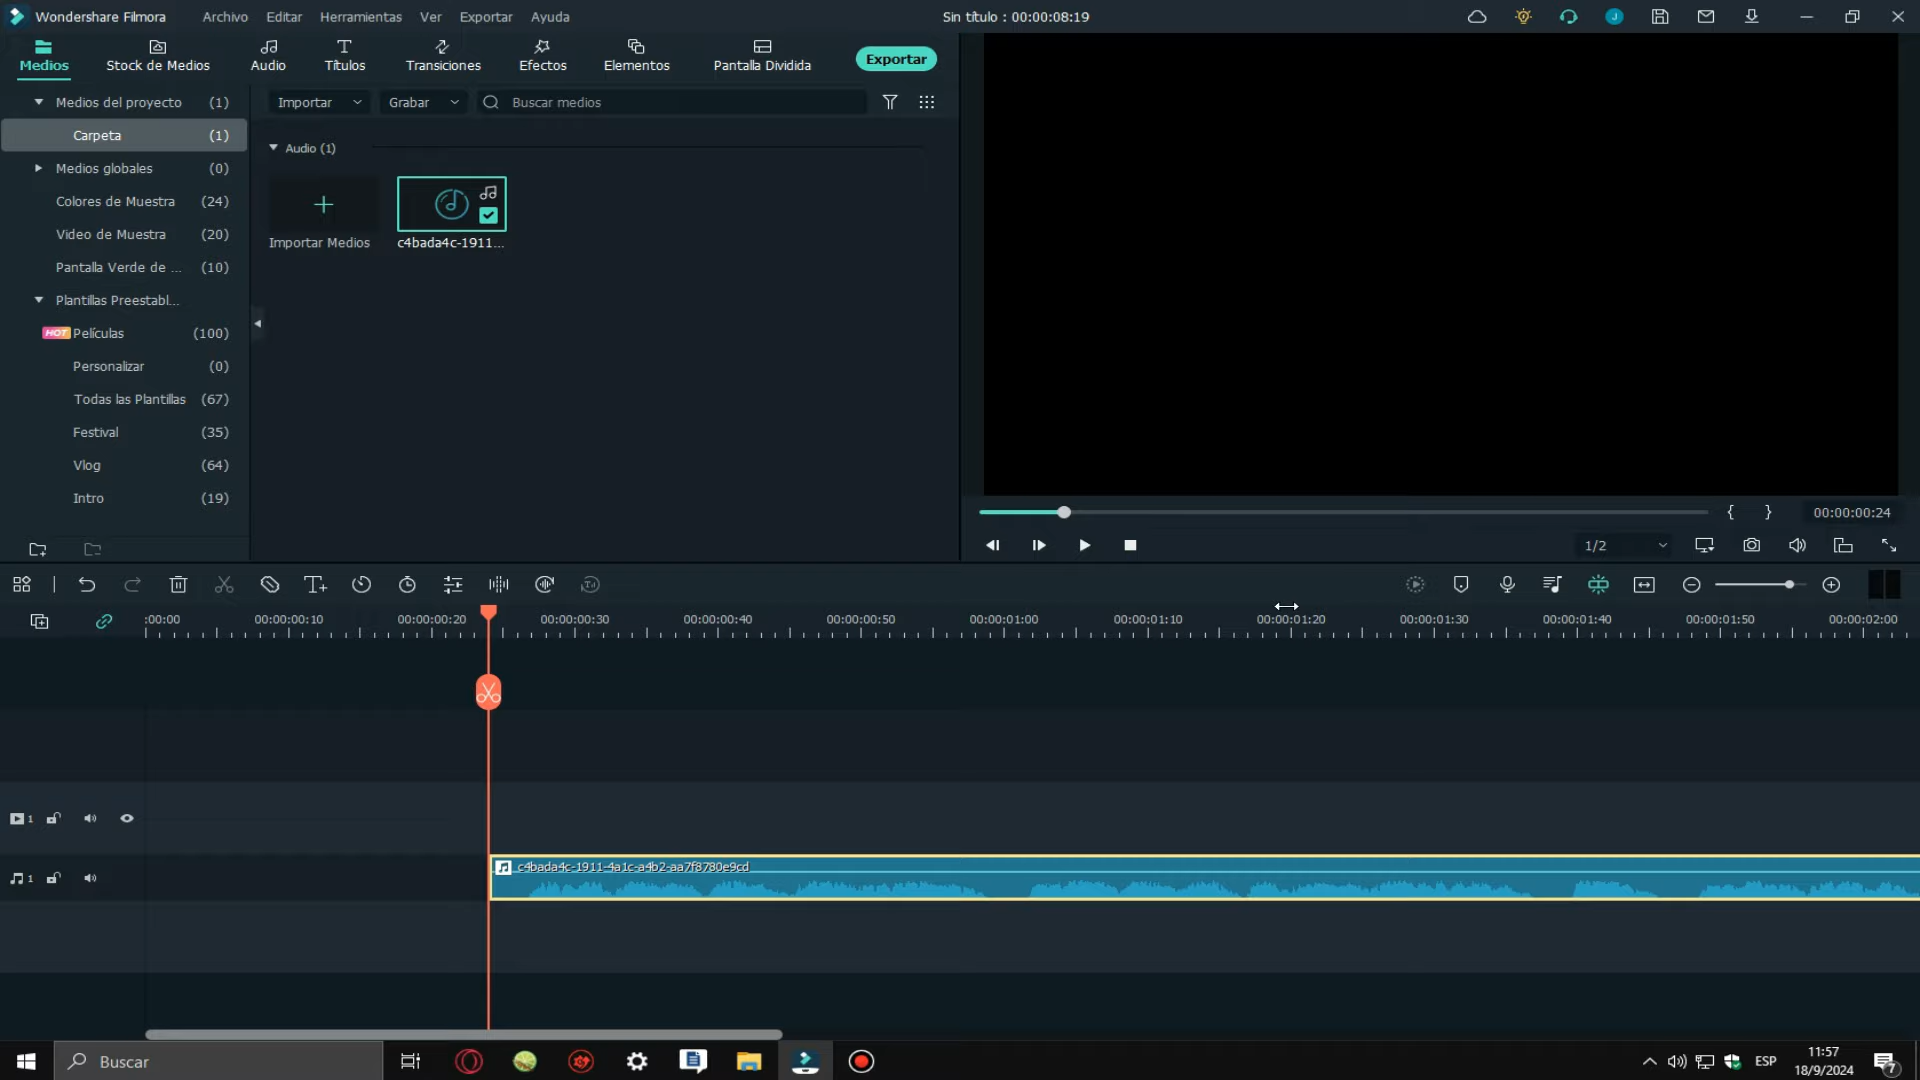 Wondershare Filmora
Archivo Editar Herramientas Ver Exportar Ayuda
Sin título : 00:00:08:19
J
Medios
Stock de Medios
Audio
Títulos
Transiciones
Efectos
Elementos
Pantalla Dividida
Exportar
Medios del proyecto (1)
Carpeta (1)
Medios globales (0)
Colores de Muestra (24)
Video de Muestra (20)
Pantalla Verde de ... (10)
Plantillas Preestabl...
HOT Películas (100)
Personalizar (0)
Todas las Plantillas (67)
Festival (35)
Vlog (64)
Intro (19)
Importar
Grabar
Buscar medios
Audio (1)
Importar Medios
c4bada4c-1911...
{ } 00:00:00:24
1/2
:00:00 00:00:00:10 00:00:00:20 00:00:00:30 00:00:00:40 00:00:00:50 00:00:01:00 00:00:01:10 00:00:01:20 00:00:01:30 00:00:01:40 00:00:01:50 00:00:02:00
1
c4bada4c-1911-4a1c-a4b2-aa7f8780e9cd
1
Buscar
ESP
11:57
18/9/2024
7